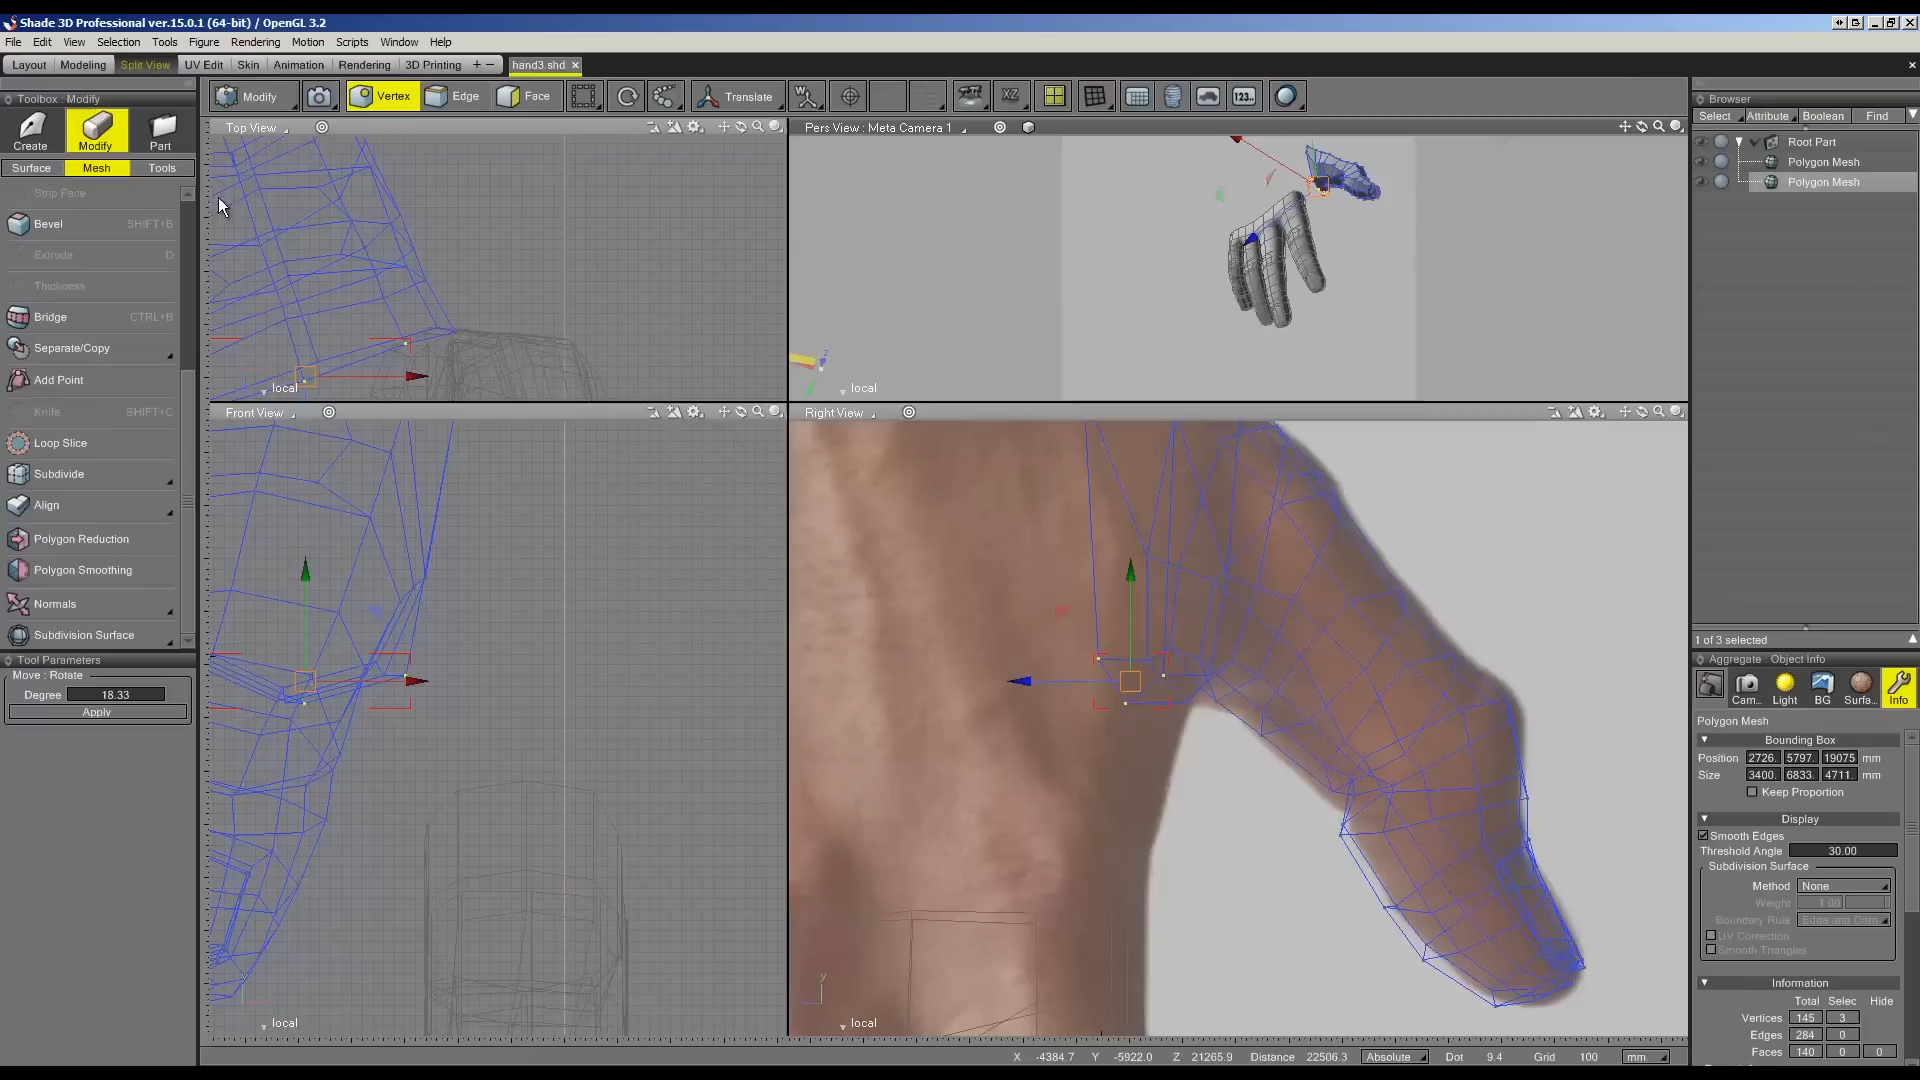 Shade 3D Professional ver.15.0.1 (64-bit) / OpenGL 3.2
File Edit View Selection Tools Figure Rendering Motion Scripts Window Help
Layout Modeling Split View UV Edit Skin Animation Rendering 3D Printing + − hand3.shd ×
Toolbox : Modify
Create Modify Part
Surface Mesh Tools
Strip Face
Bevel SHIFT+B
Extrude D
Thickness
Bridge CTRL+B
Separate/Copy
Add Point
Knife SHIFT+C
Loop Slice
Subdivide
Align
Polygon Reduction
Polygon Smoothing
Normals
Subdivision Surface
Tool Parameters
Move : Rotate
Degree 18.33
Apply
Modify Vertex Edge Face Translate XZ 123..
Top View
local
Pers View : Meta Camera 1
z
local
Front View
local
Right View
y
local
X -4384.7 Y -5922.0 Z 21265.9 Distance 22506.3 Absolute Dot 9.4 Grid 100 mm
Browser
Select Attribute Boolean Find
Root Part
Polygon Mesh
Polygon Mesh
1 of 3 selected
Aggregate : Object Info
Cam... Light BG Surfa... Info
Polygon Mesh
Bounding Box
Position 2726. 5797. 19075 mm
Size 3400. 6833. 4711. mm
Keep Proportion
Display
Smooth Edges
Threshold Angle 30.00
Subdivision Surface
Method None
Weight 1.00
Boundary Rule Edges and Corn
UV Correction
Smooth Triangles
Information
Total Selec Hide
Vertices 145 3
Edges 284 0
Faces 140 0 0